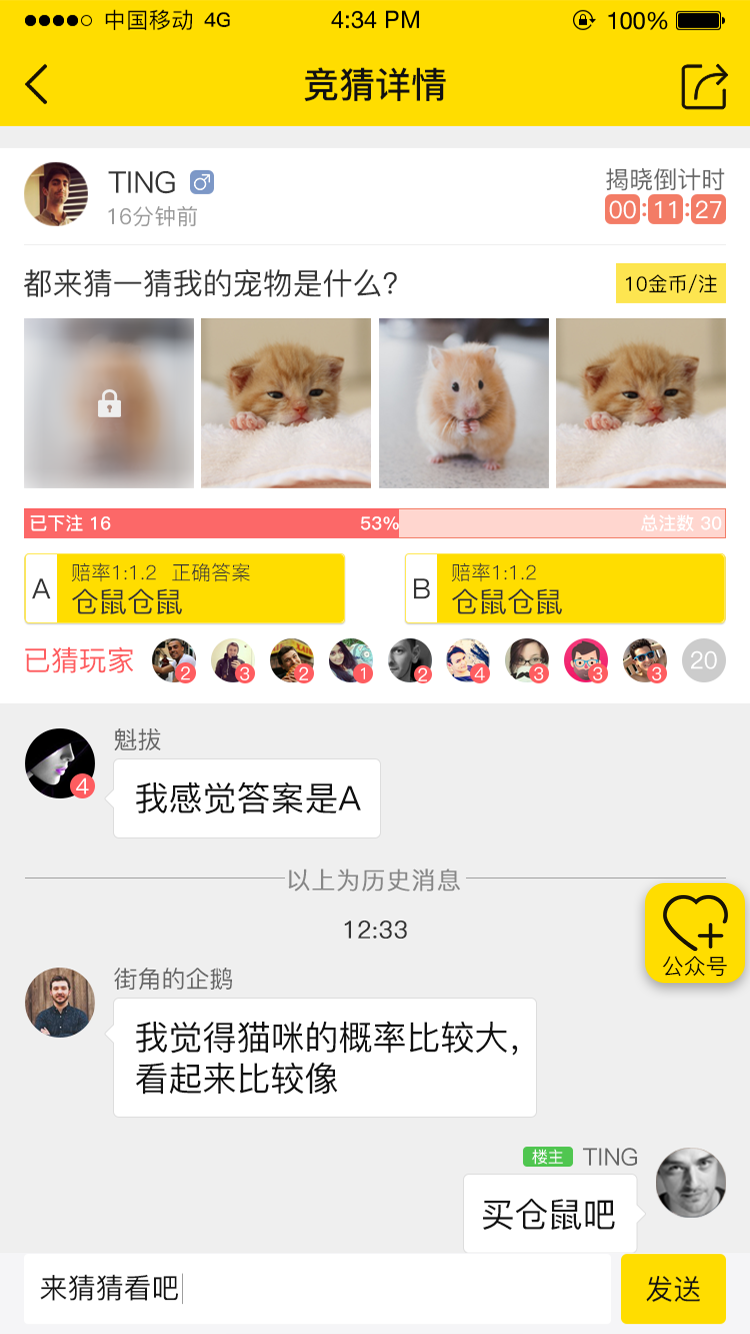 中国移动 4G 4:34 PM 100%
竞猜详情
TING
16分钟前
揭晓倒计时
00:11:27
都来猜一猜我的宠物是什么?
10金币/注
已下注 16 53% 总注数 30
A 赔率1:1.2 正确答案
仓鼠仓鼠
B 赔率1:1.2
仓鼠仓鼠
已猜玩家 2 3 2 1 2 4 3 3 3 20
魁拔
4
我感觉答案是A
以上为历史消息
12:33
公众号
街角的企鹅
我觉得猫咪的概率比较大,
看起来比较像
楼主 TING
买仓鼠吧
来猜猜看吧
发送